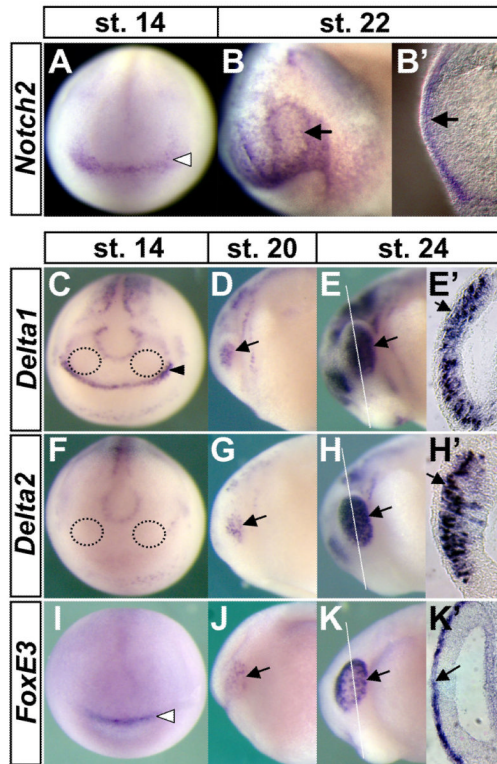 st. 14 st. 22
Notch2
A B B'
st. 14 st. 20 st. 24
Delta1
C D E E'
Delta2
F G H H'
FoxE3
I J K K'